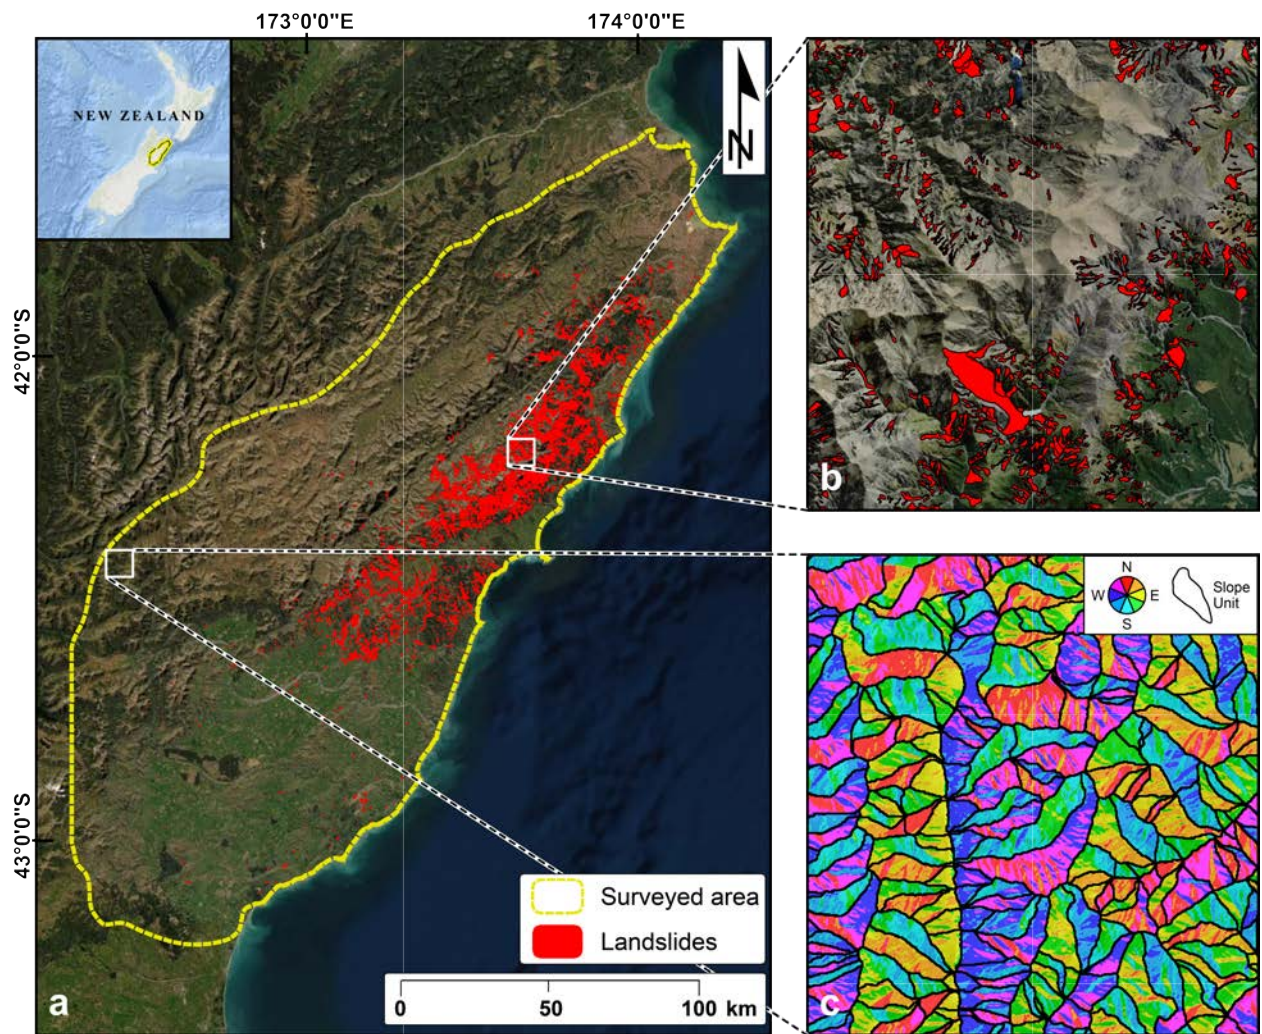 173°0'0"E
174°0'0"E
NEW ZEALAND
N
42°0'0"S
43°0'0"S
Surveyed area
Landslides
0 50 100 km
a
b
N
W E
S
Slope
Unit
c